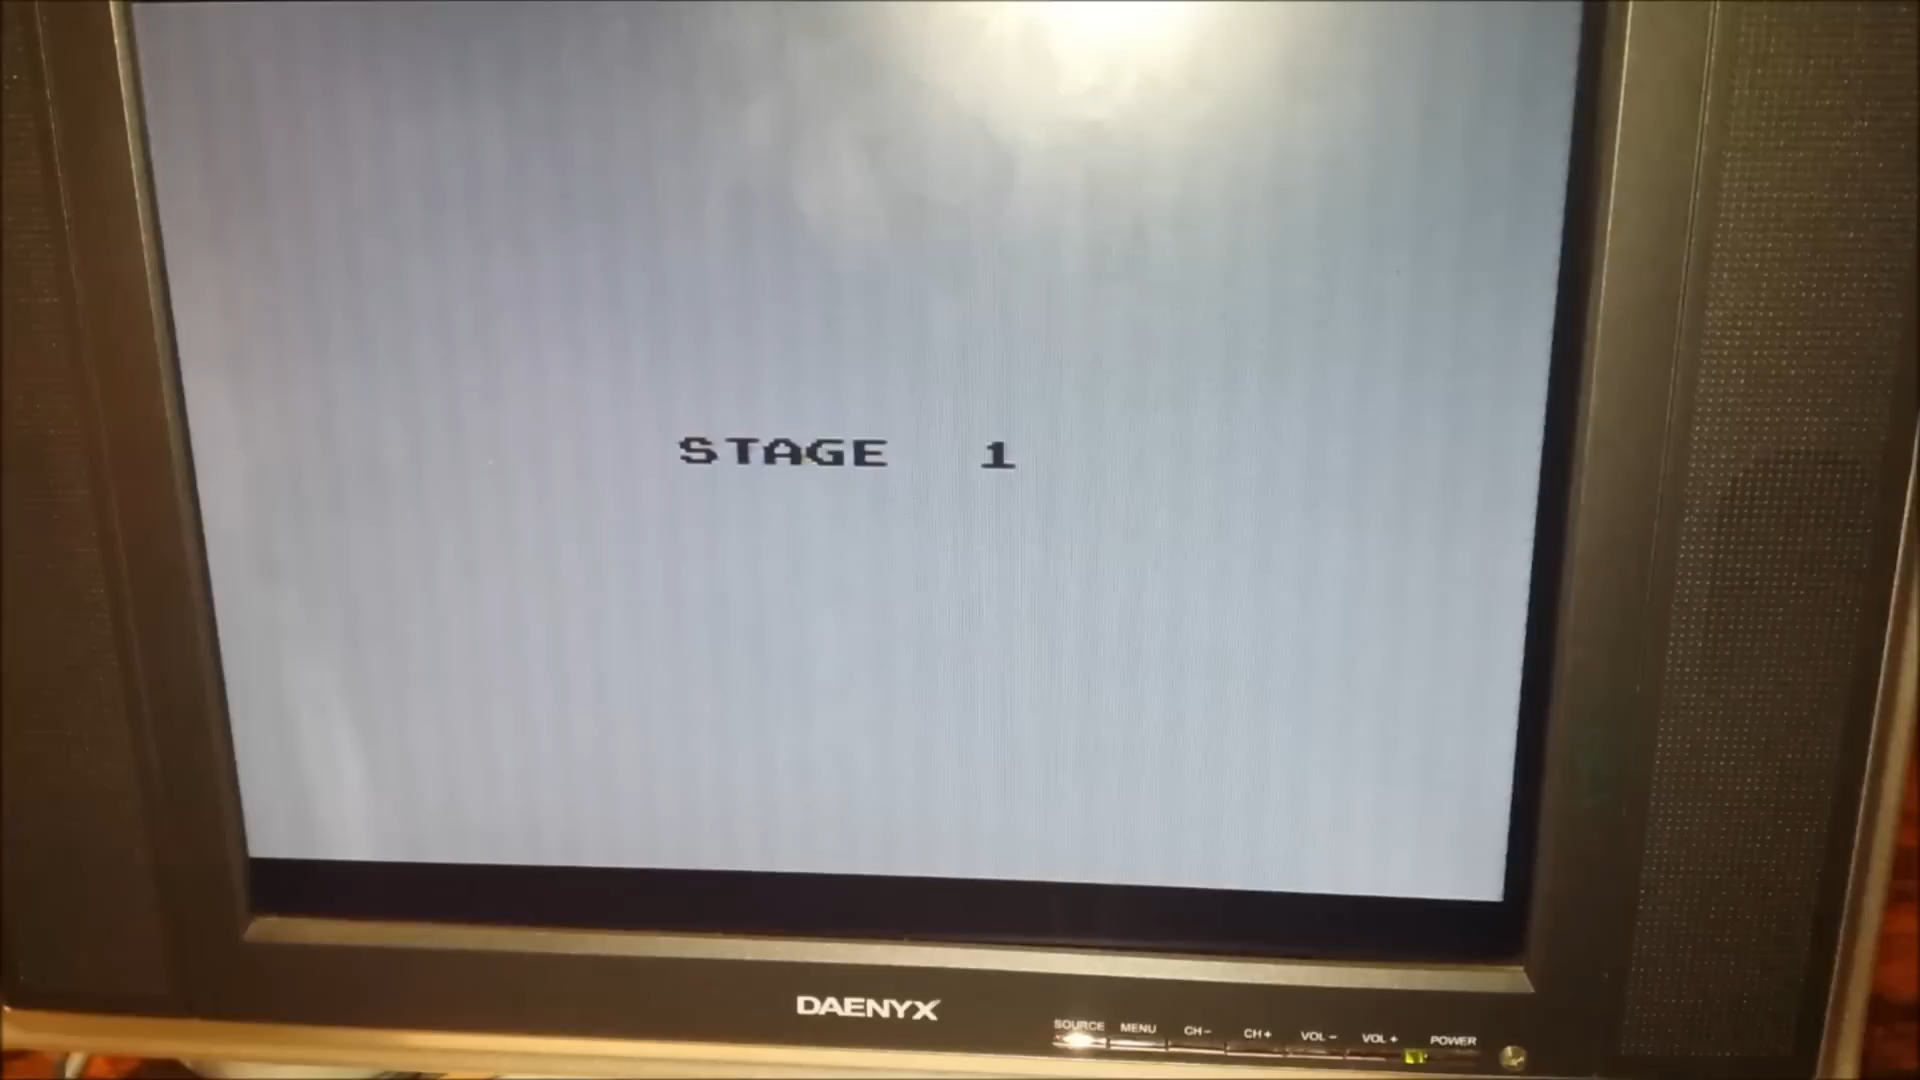 STAGE 1
DAENYX
SOURCE MENU CH- CH+ VOL- VOL+ POWER